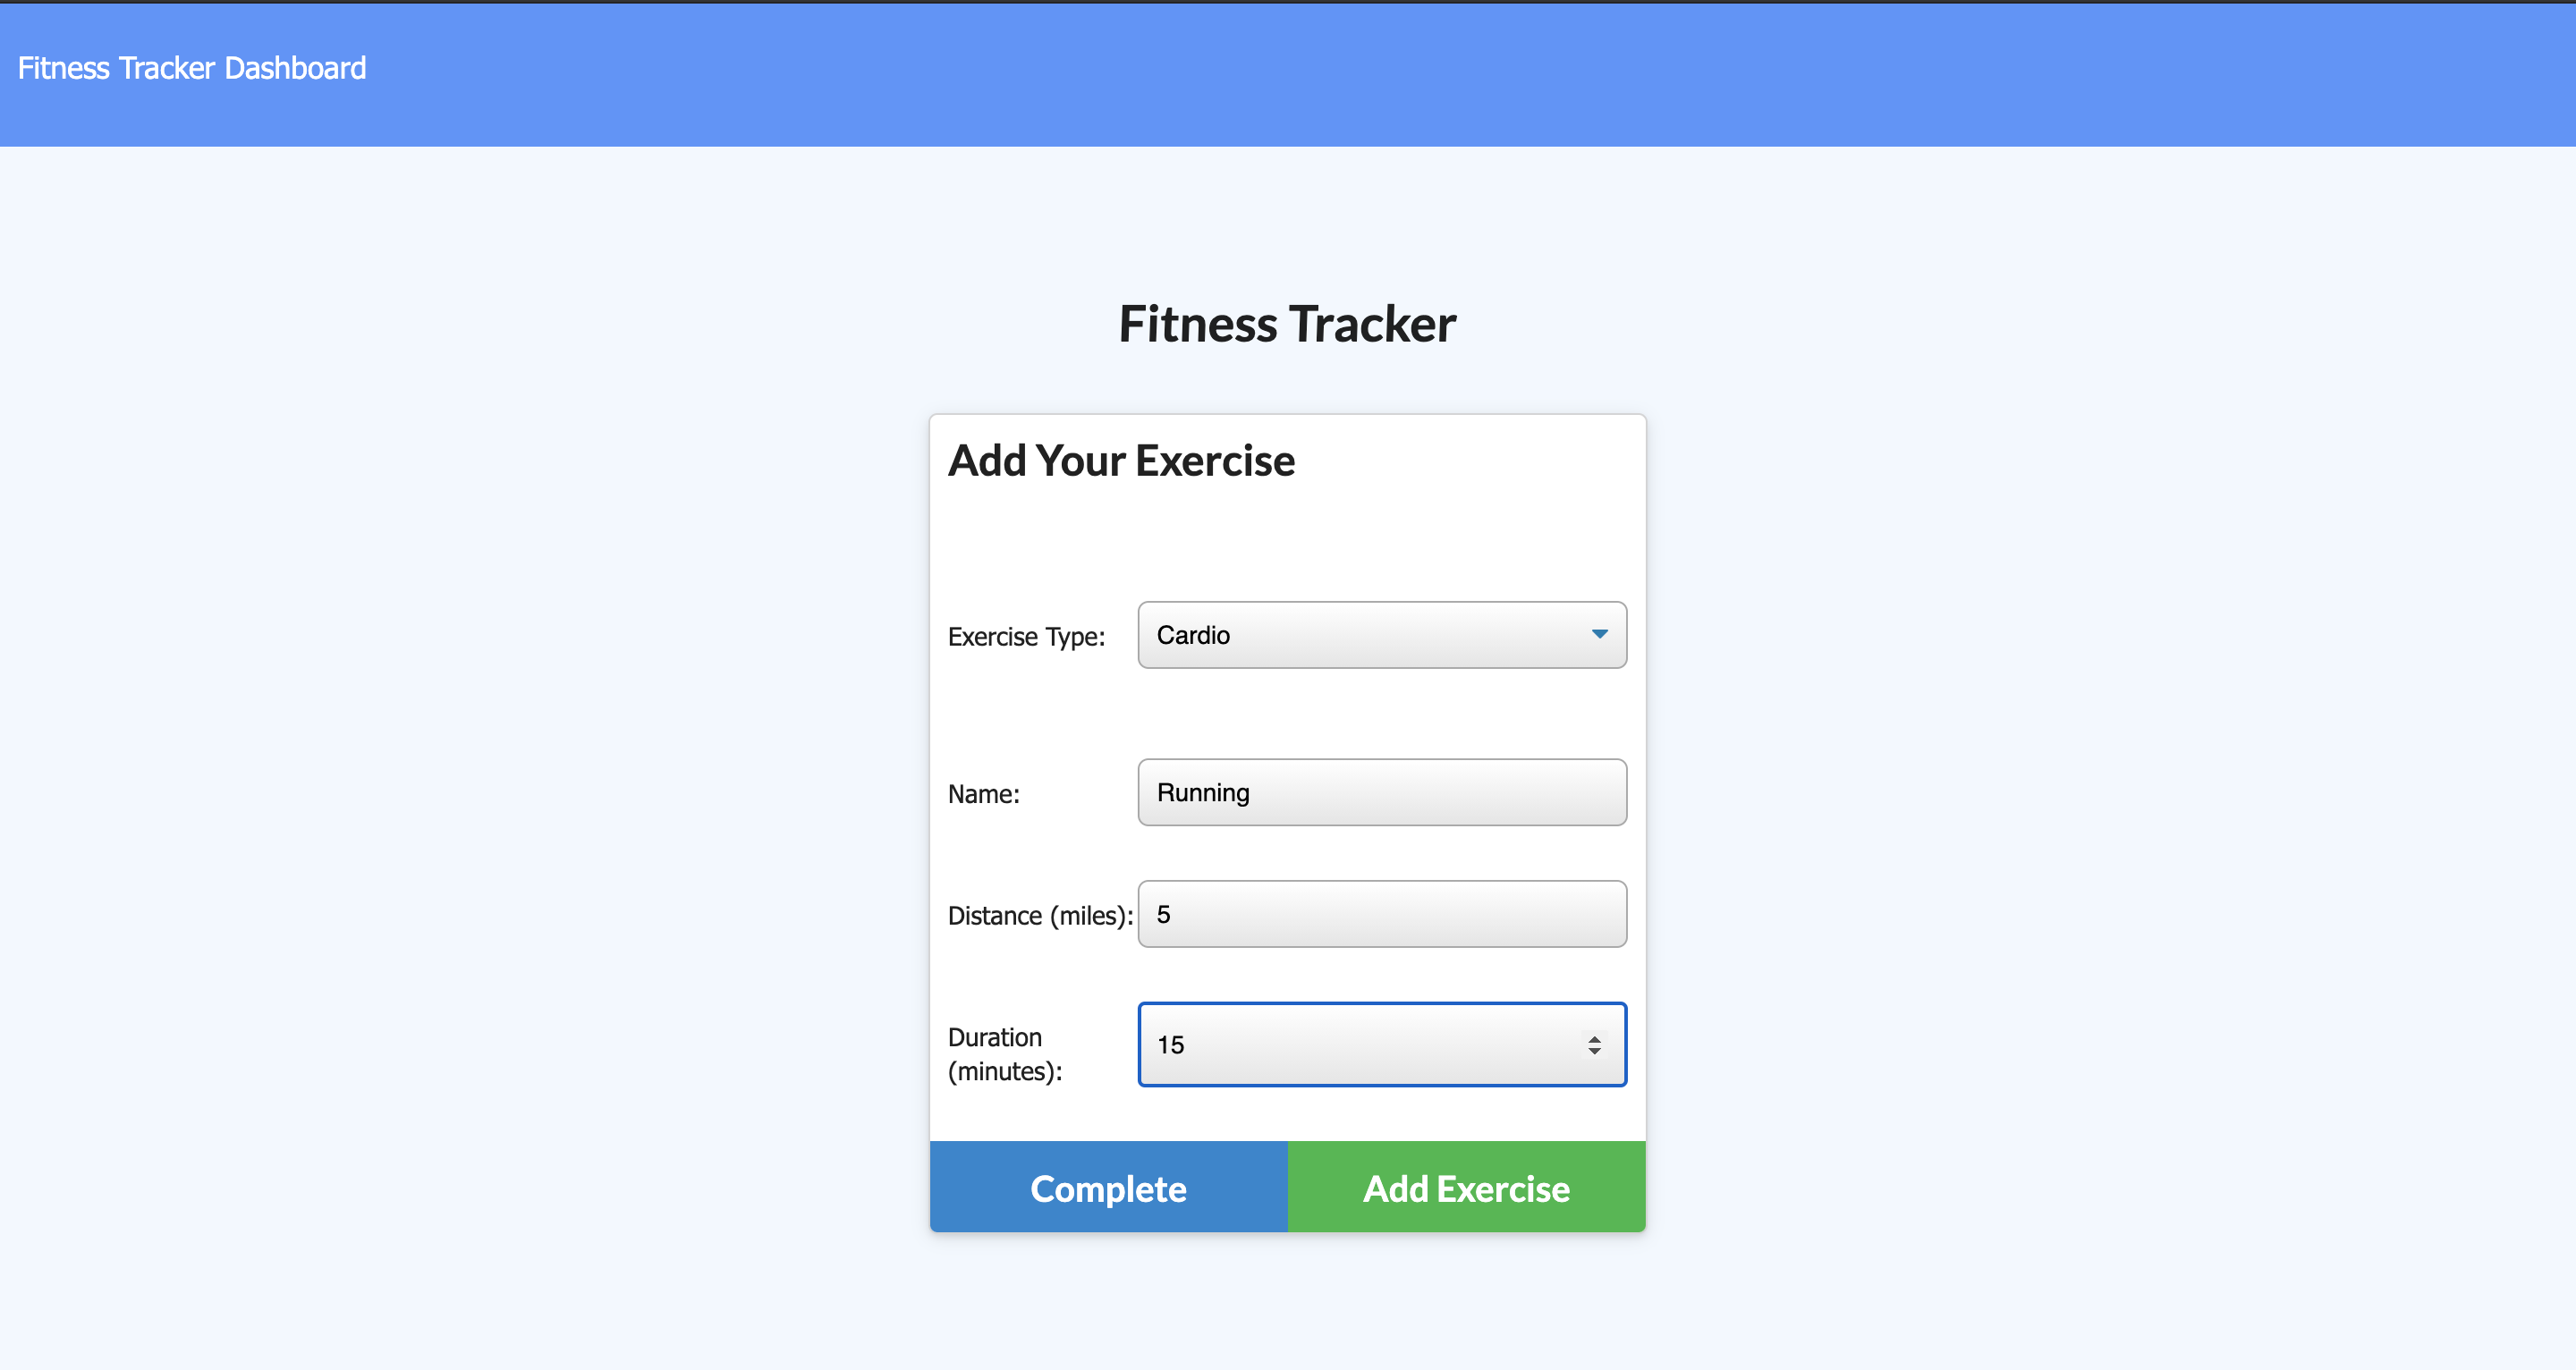 Fitness Tracker Dashboard
Fitness Tracker
Add Your Exercise
Exercise Type: Cardio
Name: Running
Distance (miles): 5
Duration
(minutes): 15
Complete Add Exercise